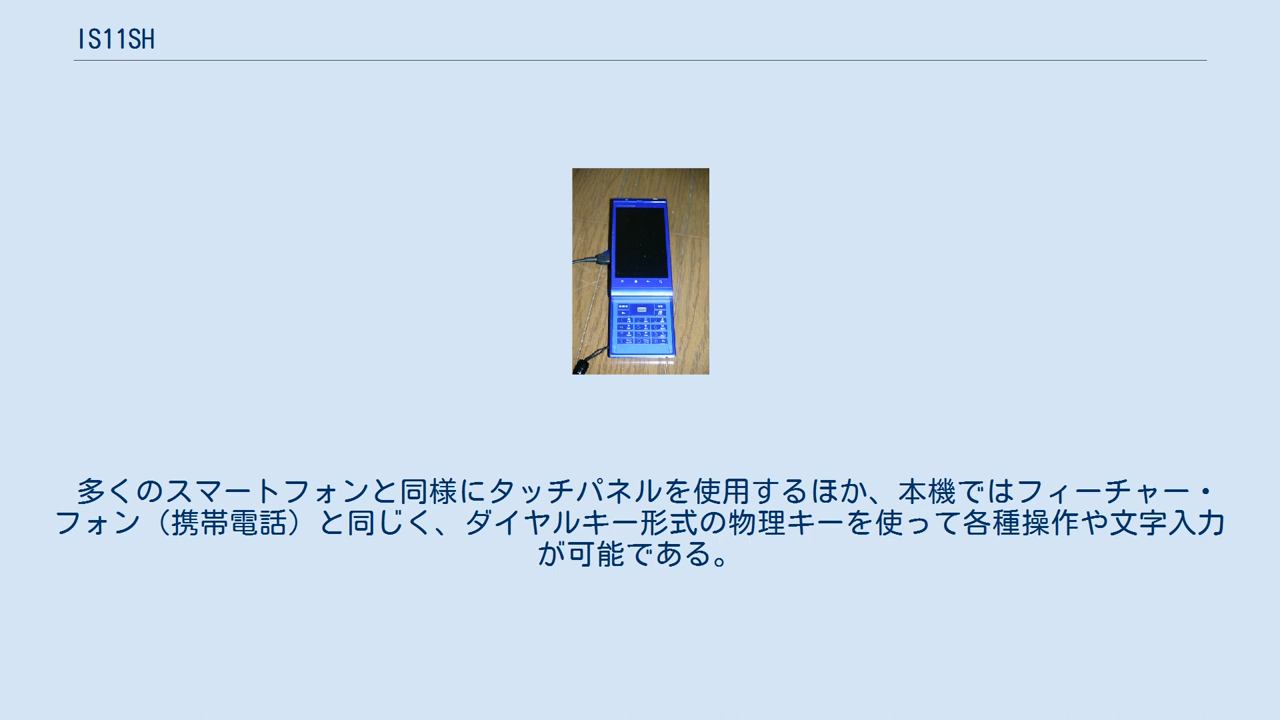 IS11SH
多くのスマートフォンと同様にタッチパネルを使用するほか、本機ではフィーチャー・
フォン（携帯電話）と同じく、ダイヤルキー形式の物理キーを使って各種操作や文字入力
が可能である。